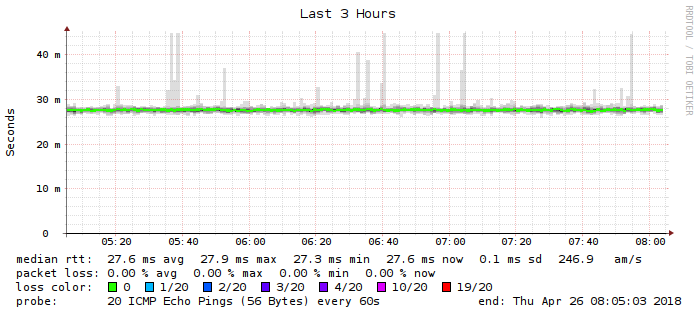 Last 3 Hours
RRDTOOL / TOBI OETIKER
Seconds
40 m
30 m
20 m
10 m
0
05:20 05:40 06:00 06:20 06:40 07:00 07:20 07:40 08:00
median rtt: 27.6 ms avg 27.9 ms max 27.3 ms min 27.6 ms now 0.1 ms sd 246.9 am/s
packet loss: 0.00 % avg 0.00 % max 0.00 % min 0.00 % now
loss color: 0 1/20 2/20 3/20 4/20 10/20 19/20
probe: 20 ICMP Echo Pings (56 Bytes) every 60s end: Thu Apr 26 08:05:03 2018